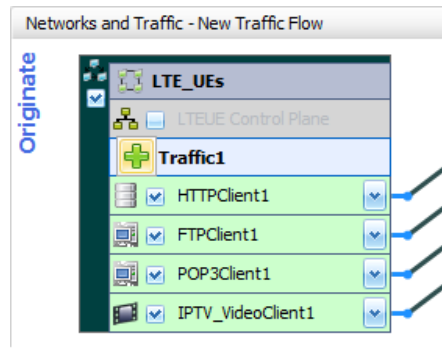 Networks and Traffic - New Traffic Flow
Originate
LTE_UEs
LTEUE Control Plane
Traffic1
HTTPClient1
FTPClient1
POP3Client1
IPTV_VideoClient1